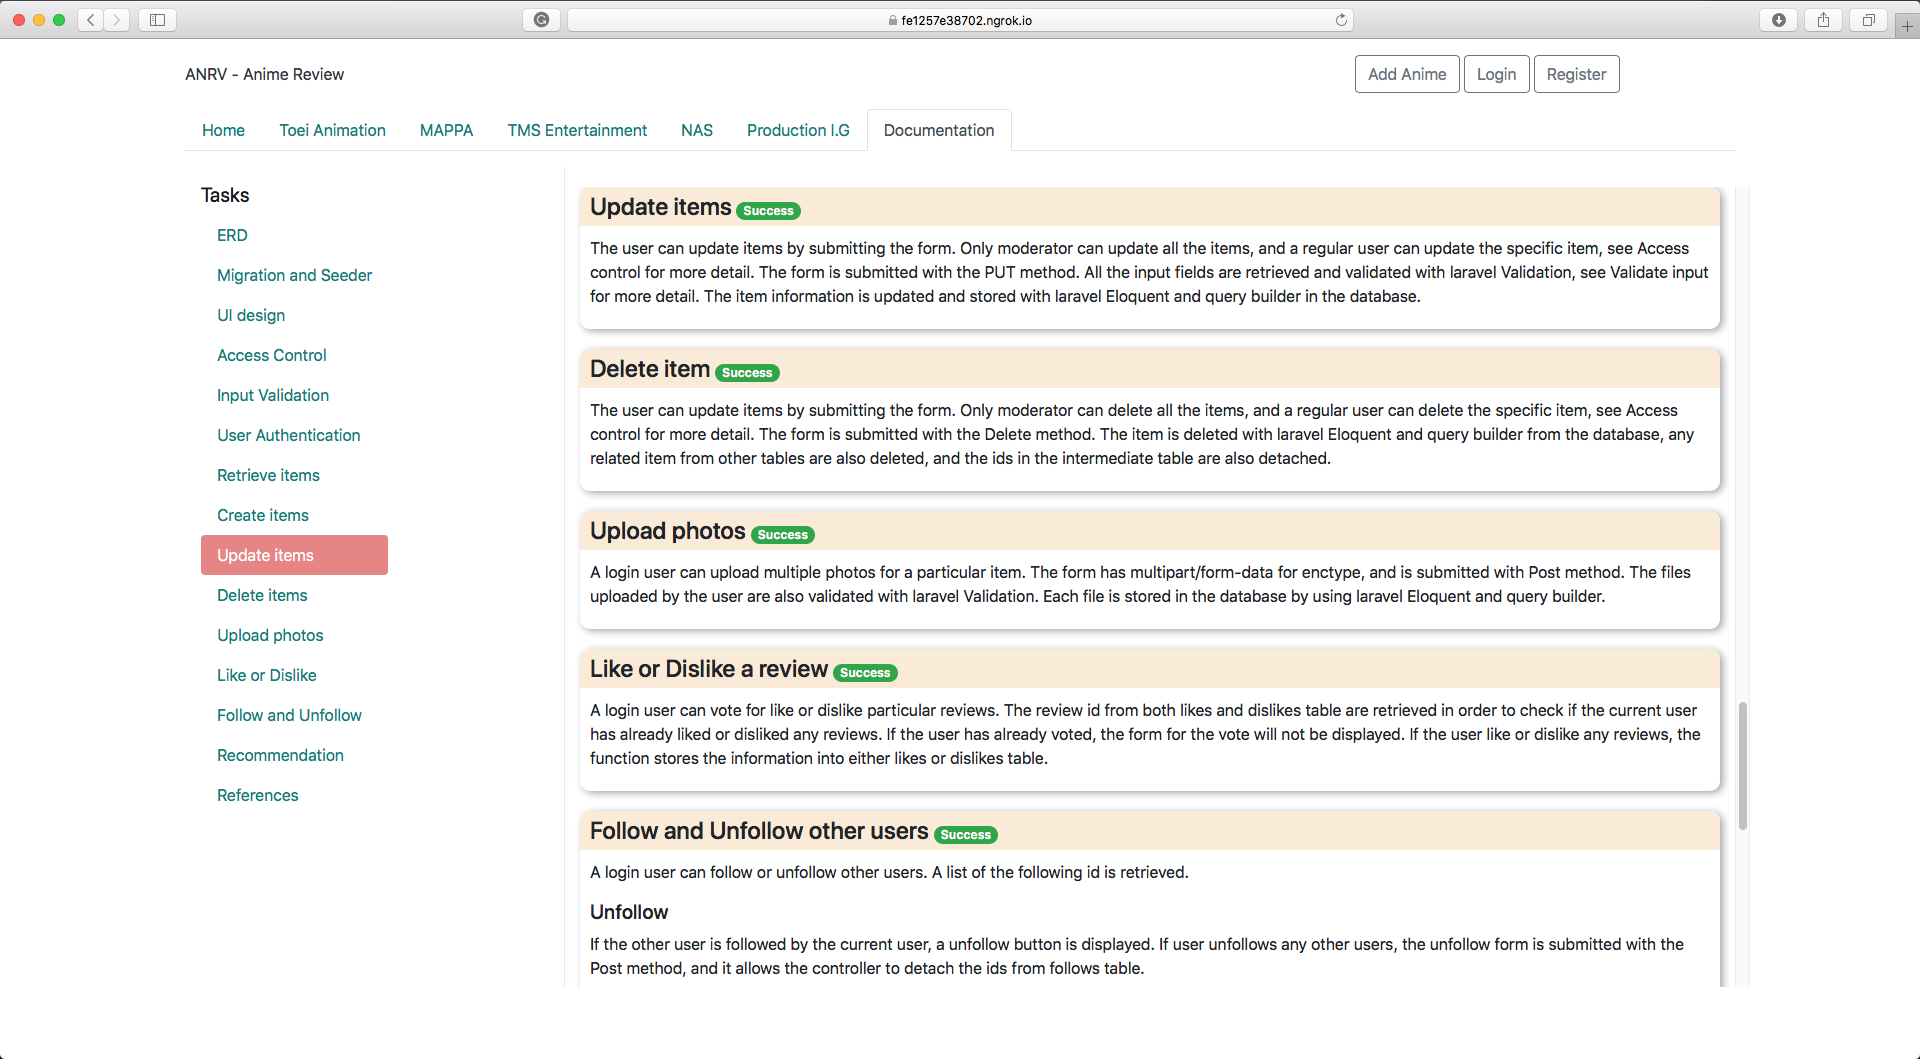 fe1257e38702.ngrok.io
ANRV - Anime Review
Add Anime
Login
Register
Home
Toei Animation
MAPPA
TMS Entertainment
NAS
Production I.G
Documentation
Tasks
ERD
Migration and Seeder
UI design
Access Control
Input Validation
User Authentication
Retrieve items
Create items
Update items
Delete items
Upload photos
Like or Dislike
Follow and Unfollow
Recommendation
References
Update items Success
The user can update items by submitting the form. Only moderator can update all the items, and a regular user can update the specific item, see Access
control for more detail. The form is submitted with the PUT method. All the input fields are retrieved and validated with laravel Validation, see Validate input
for more detail. The item information is updated and stored with laravel Eloquent and query builder in the database.
Delete item Success
The user can update items by submitting the form. Only moderator can delete all the items, and a regular user can delete the specific item, see Access
control for more detail. The form is submitted with the Delete method. The item is deleted with laravel Eloquent and query builder from the database, any
related item from other tables are also deleted, and the ids in the intermediate table are also detached.
Upload photos Success
A login user can upload multiple photos for a particular item. The form has multipart/form-data for enctype, and is submitted with Post method. The files
uploaded by the user are also validated with laravel Validation. Each file is stored in the database by using laravel Eloquent and query builder.
Like or Dislike a review Success
A login user can vote for like or dislike particular reviews. The review id from both likes and dislikes table are retrieved in order to check if the current user
has already liked or disliked any reviews. If the user has already voted, the form for the vote will not be displayed. If the user like or dislike any reviews, the
function stores the information into either likes or dislikes table.
Follow and Unfollow other users Success
A login user can follow or unfollow other users. A list of the following id is retrieved.
Unfollow
If the other user is followed by the current user, a unfollow button is displayed. If user unfollows any other users, the unfollow form is submitted with the
Post method, and it allows the controller to detach the ids from follows table.